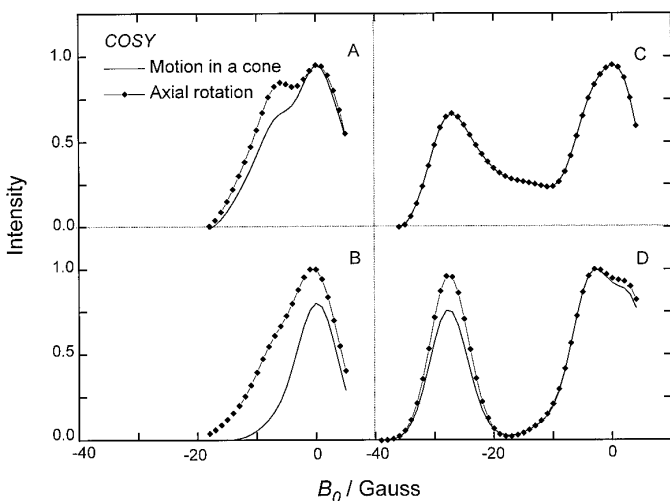 COSY
Motion in a cone
Axial rotation
A
C
1.0
0.5
0.0
B
D
1.0
0.5
0.0
-40
-20
0
-40
-20
0
Intensity
B0 / Gauss